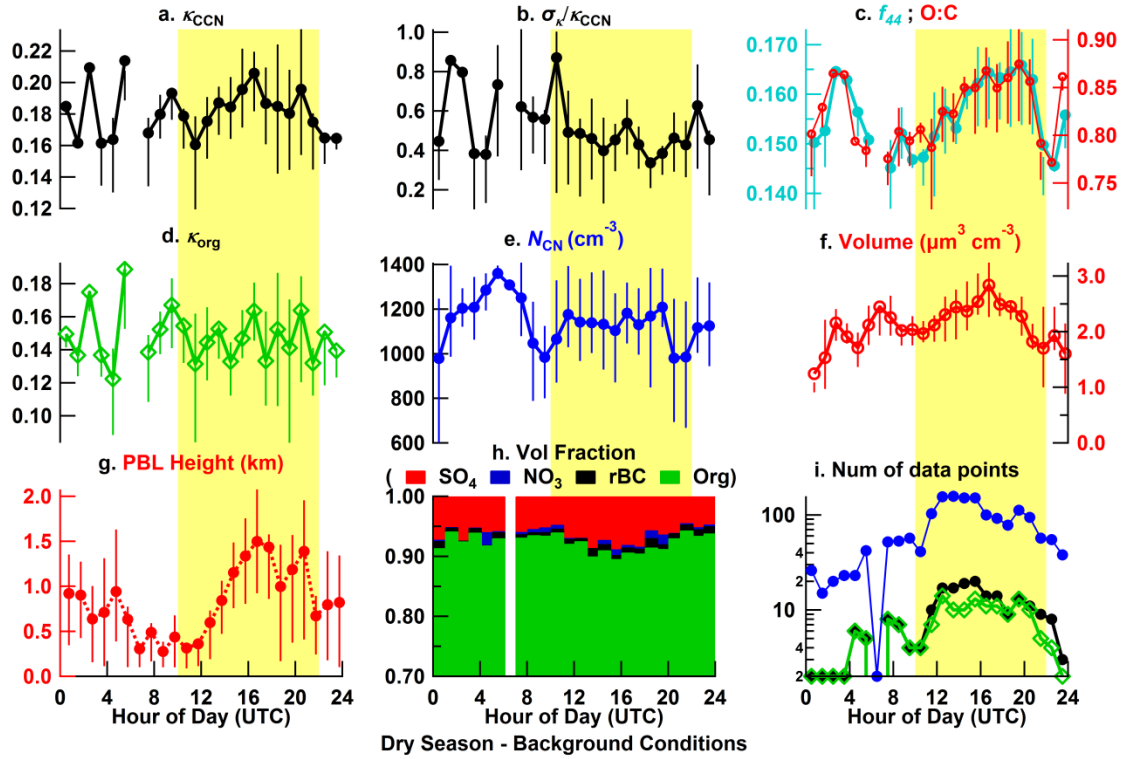 a. κCCN
b. σκ/κCCN
c. f44 ; O:C
0.22
0.20
0.18
0.16
0.14
0.12
1.0
0.8
0.6
0.4
0.2
0.170
0.160
0.150
0.140
0.90
0.85
0.80
0.75
d. κorg
e. NCN (cm-3)
f. Volume (µm3 cm-3)
0.18
0.16
0.14
0.12
0.10
1400
1200
1000
800
600
3.0
2.0
1.0
0.0
g. PBL Height (km)
h. Vol Fraction
( SO4 NO3 rBC Org)
i. Num of data points
2.0
1.5
1.0
0.5
0.0
1.00
0.90
0.80
0.70
100
2
10
4
2
0 4 8 12 16 20 24
0 4 8 12 16 20 24
0 4 8 12 16 20 24
Hour of Day (UTC)
Hour of Day (UTC)
Hour of Day (UTC)
Dry Season - Background Conditions